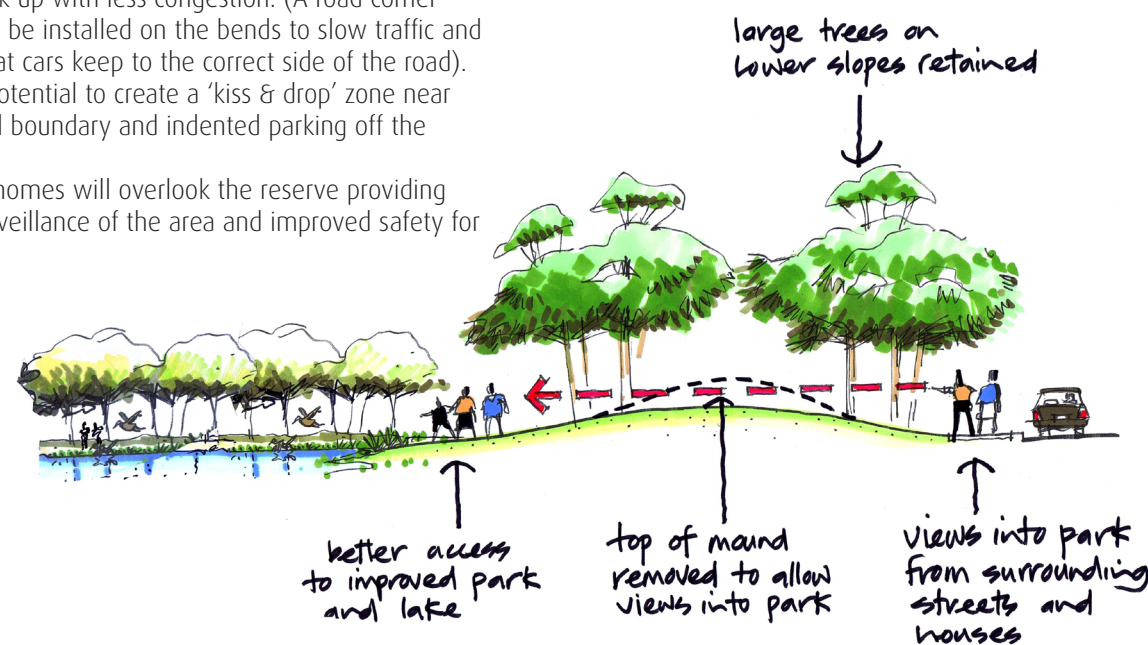 up with less congestion. (A road corner
be installed on the bends to slow traffic and
at cars keep to the correct side of the road).
otential to create a ‘kiss & drop’ zone near
boundary and indented parking off the
homes will overlook the reserve providing
veillance of the area and improved safety for
large trees on
lower slopes retained
better access
to improved park
and lake
top of mound
removed to allow
views into park
views into park
from surrounding
streets and
houses